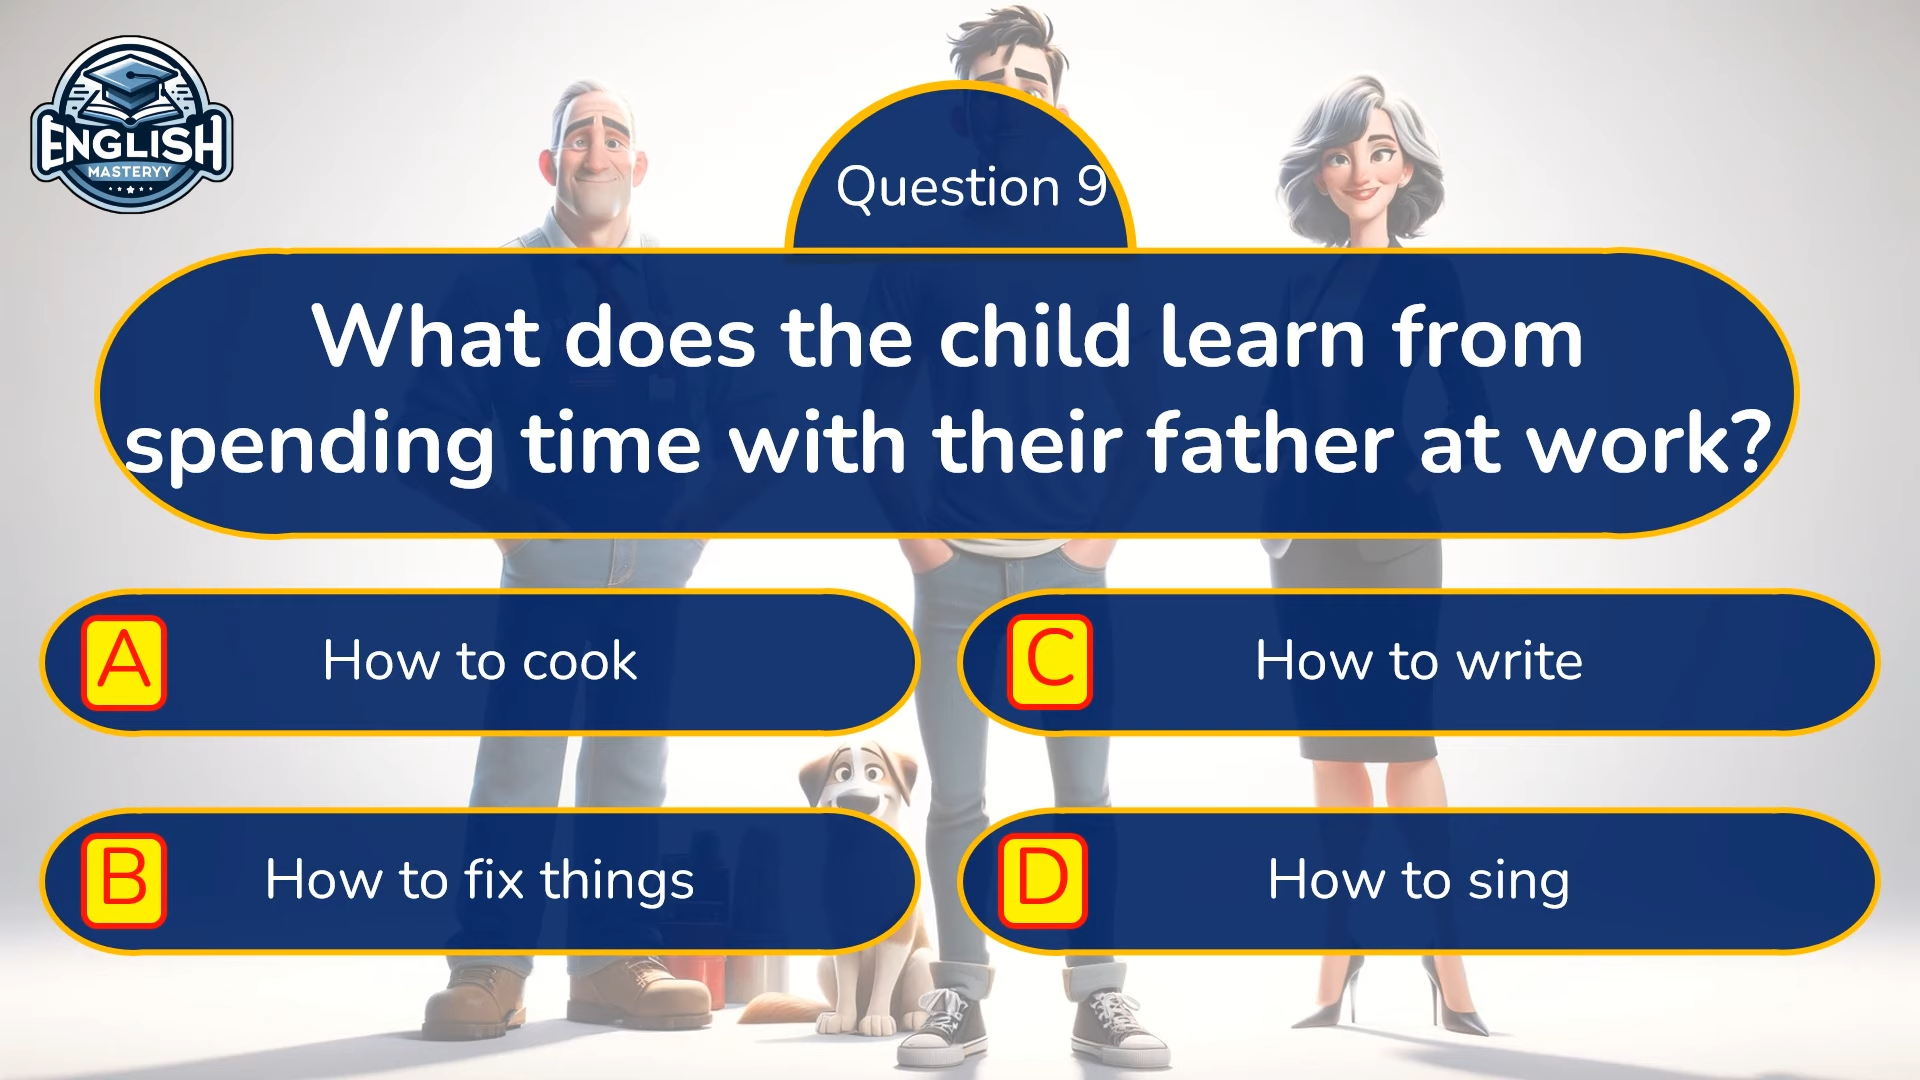 ENGLISH
MASTERYY
Question 9
What does the child learn from
spending time with their father at work?
A
How to cook
C
How to write
B
How to fix things
D
How to sing